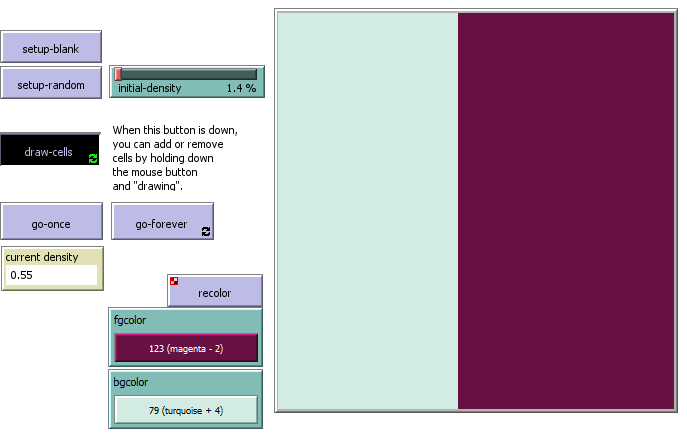 setup-blank
setup-random
initial-density 1.4 %
draw-cells
When this button is down,
you can add or remove
cells by holding down
the mouse button
and "drawing".
go-once
go-forever
current density
0.55
recolor
fgcolor
123 (magenta - 2)
bgcolor
79 (turquoise + 4)